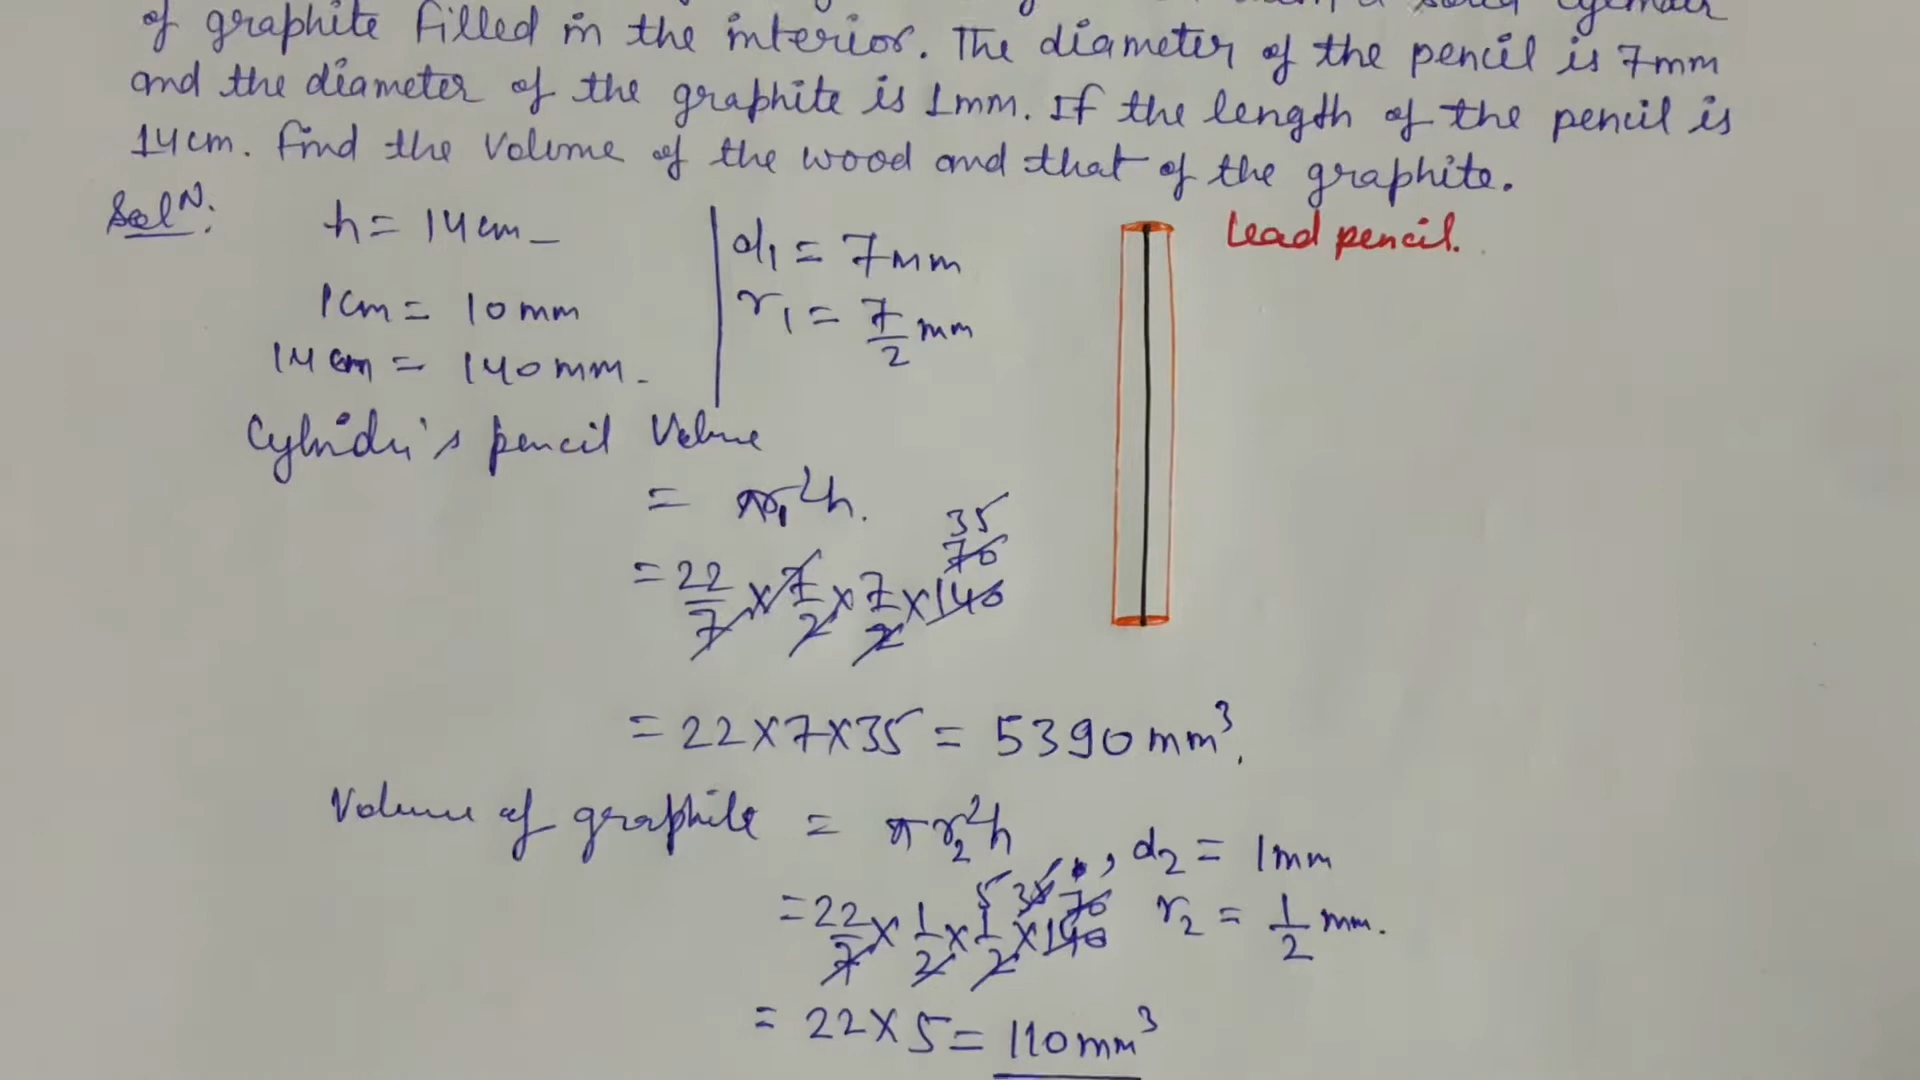 of graphite filled in the interior. The diameter of the pencil is 7mm
and the diameter of the graphite is 1mm. If the length of the pencil is
14cm. find the Volume of the wood and that of the graphite.
Solᴺ:
h = 14cm
d₁ = 7mm
Lead pencil.
1cm = 10mm
r₁ = 7/2 mm
14cm = 140mm.
Cylinder's pencil Volume
= πr₁²h.
35
70
= 22/7 × 7/2 × 7/2 × 140
= 22×7×35 = 5390mm³.
Volume of graphite = πr₂²h, d₂ = 1mm
5 35 70
= 22/7 × 1/2 × 1/2 × 140 r₂ = 1/2 mm.
= 22×5 = 110mm³